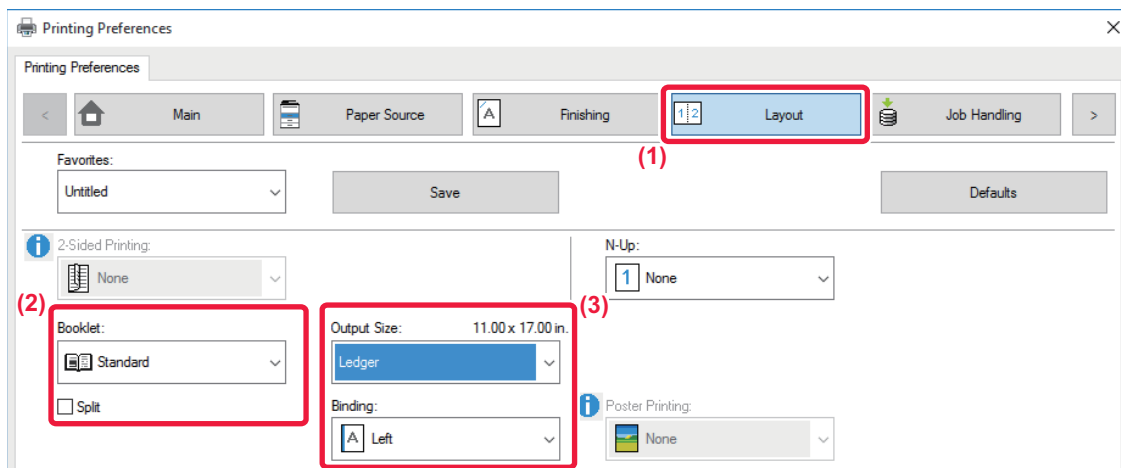 Printing Preferences
Printing Preferences
< Main Paper Source A Finishing 1 2 Layout Job Handling >
(1)
Favorites:
Untitled Save Defaults
2-Sided Printing: N-Up:
None 1 None
(2) (3)
Booklet: Output Size: 11.00 x 17.00 in.
Standard Ledger
Split Binding: Poster Printing:
A Left None